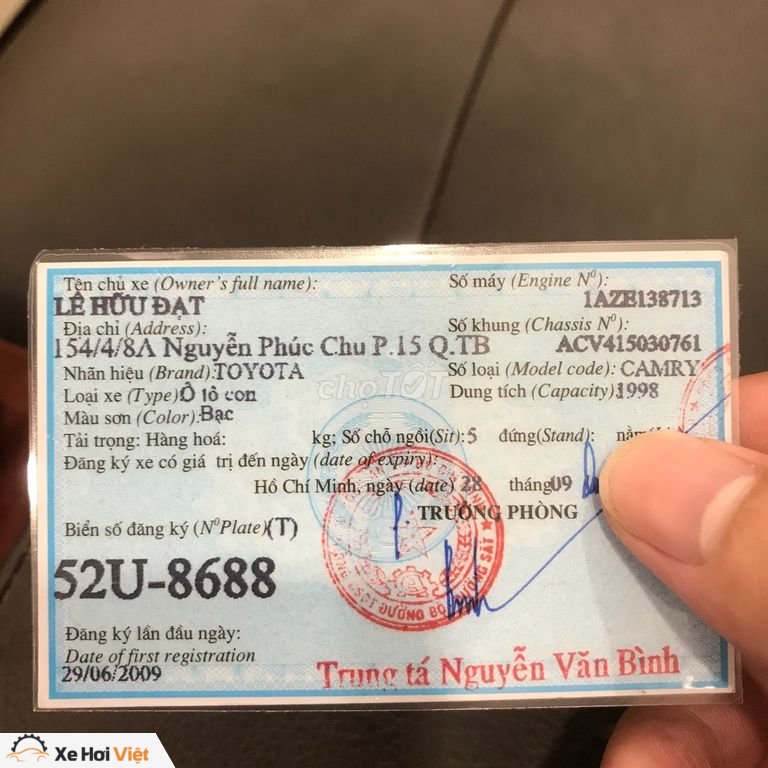 Tên chủ xe (Owner's full name):
LÊ HỮU ĐẠT
Địa chỉ (Address):
154/4/8A Nguyễn Phúc Chu P.15 Q.TB
Nhãn hiệu (Brand): TOYOTA
Loại xe (Type) Ô tô con
Màu sơn (Color): Bạc
Số máy (Engine N⁰):
1AZE138713
Số khung (Chassis N⁰):
ACV415030761
Số loại (Model code): CAMRY
Dung tích (Capacity): 1998
Tải trọng: Hàng hoá: kg; Số chỗ ngồi(Sit): 5 đứng(Stand):
Đăng ký xe có giá trị đến ngày (date of expiry):
Hồ Chí Minh, ngày (date) 28 tháng 09
TRƯỞNG PHÒNG
Biển số đăng ký (N⁰Plate) (T)
52U-8688
Đăng ký lần đầu ngày:
Date of first registration
29/06/2009
Trung tá Nguyễn Văn Bình
chợTỐT
Xe Hơi Việt